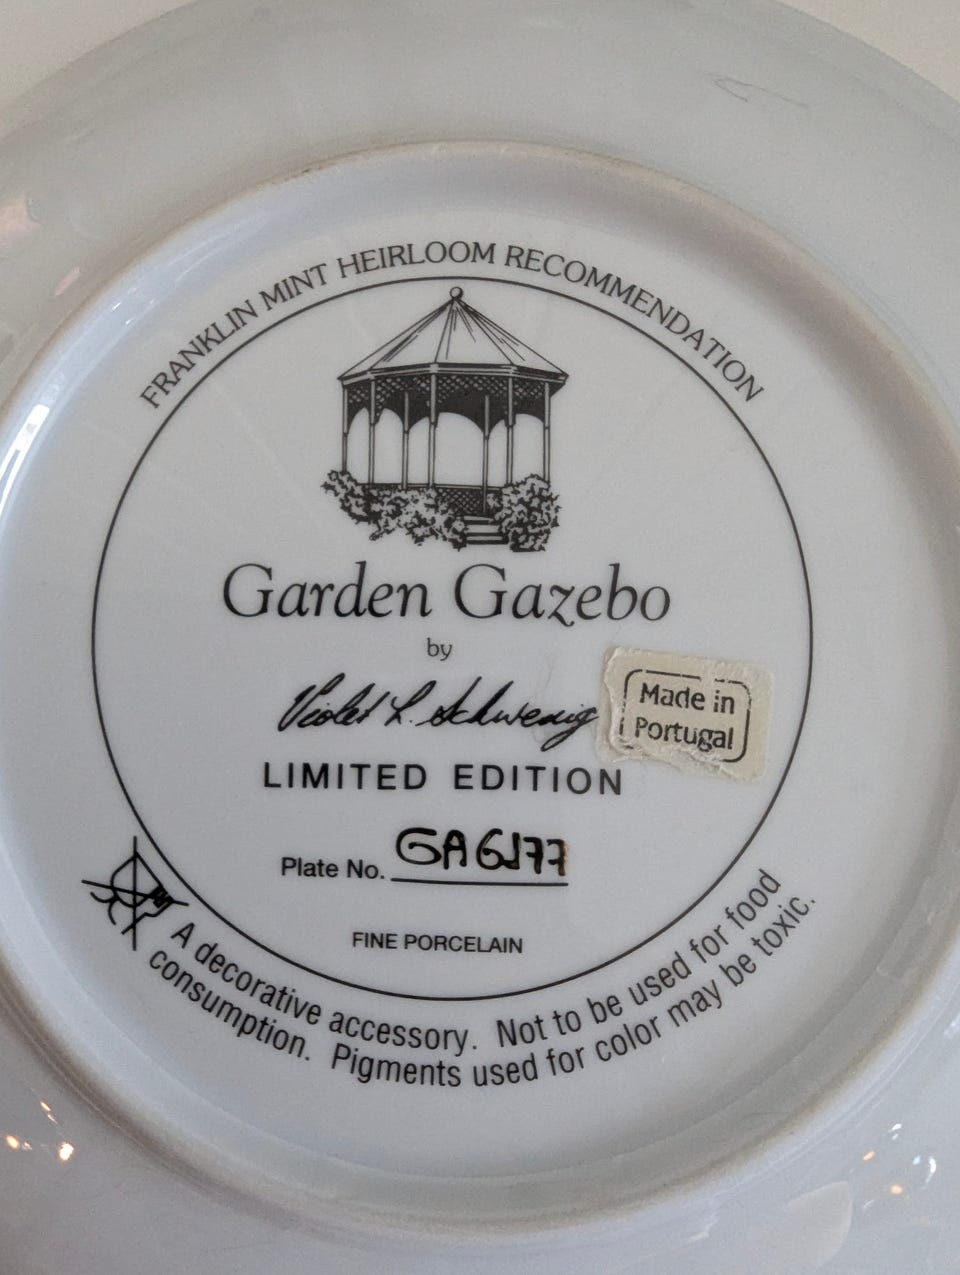 FRANKLIN MINT HEIRLOOM RECOMMENDATION
Garden Gazebo
by
Violet L. Schwenig
Made in
Portugal
LIMITED EDITION
Plate No. GA6177
FINE PORCELAIN
A decorative accessory. Not to be used for food
consumption. Pigments used for color may be toxic.